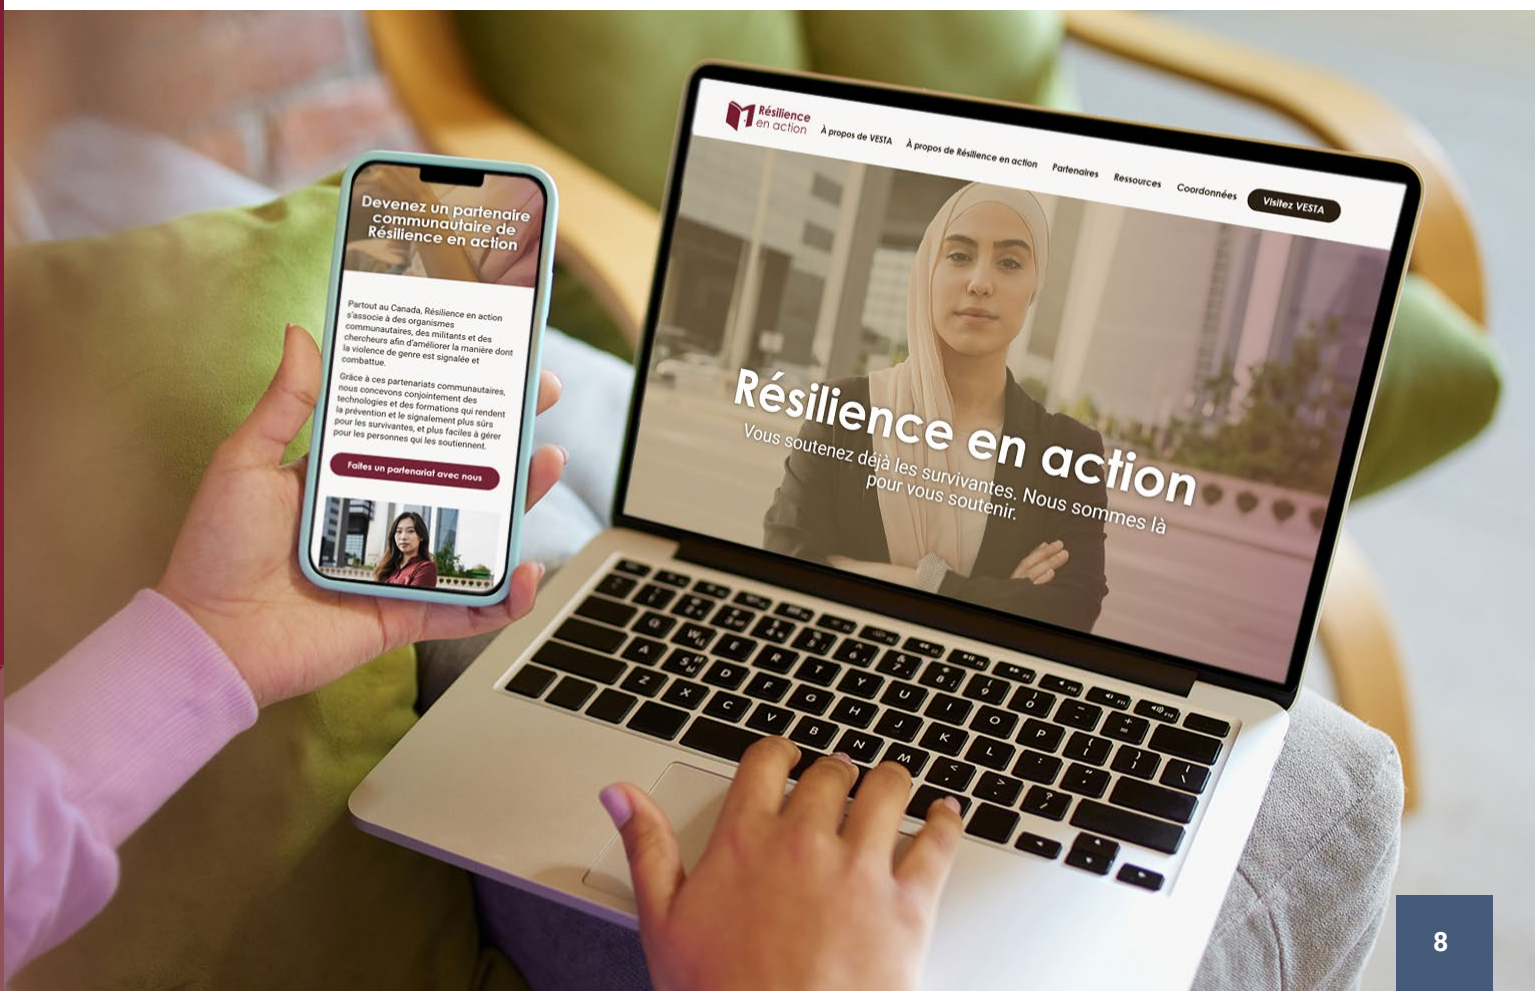 Résilience
en action
À propos de VESTA
À propos de Résilience en action
Partenaires
Ressources
Coordonnées
Visitez VESTA
Résilience en action
Vous soutenez déjà les survivantes. Nous sommes là
pour vous soutenir.
Devenez un partenaire
communautaire de
Résilience en action
Partout au Canada, Résilience en action
s'associe à des organismes
communautaires, des militants et des
chercheurs afin d'améliorer la manière dont
la violence de genre est signalée et
combattue.
Grâce à ces partenariats communautaires,
nous concevons conjointement des
technologies et des formations qui rendent
la prévention et le signalement plus sûrs
pour les survivantes, et plus faciles à gérer
pour les personnes qui les soutiennent.
Faites un partenariat avec nous
Q W E R T Y U I O P
A S D F G H J K L
Z X C V B N M
8